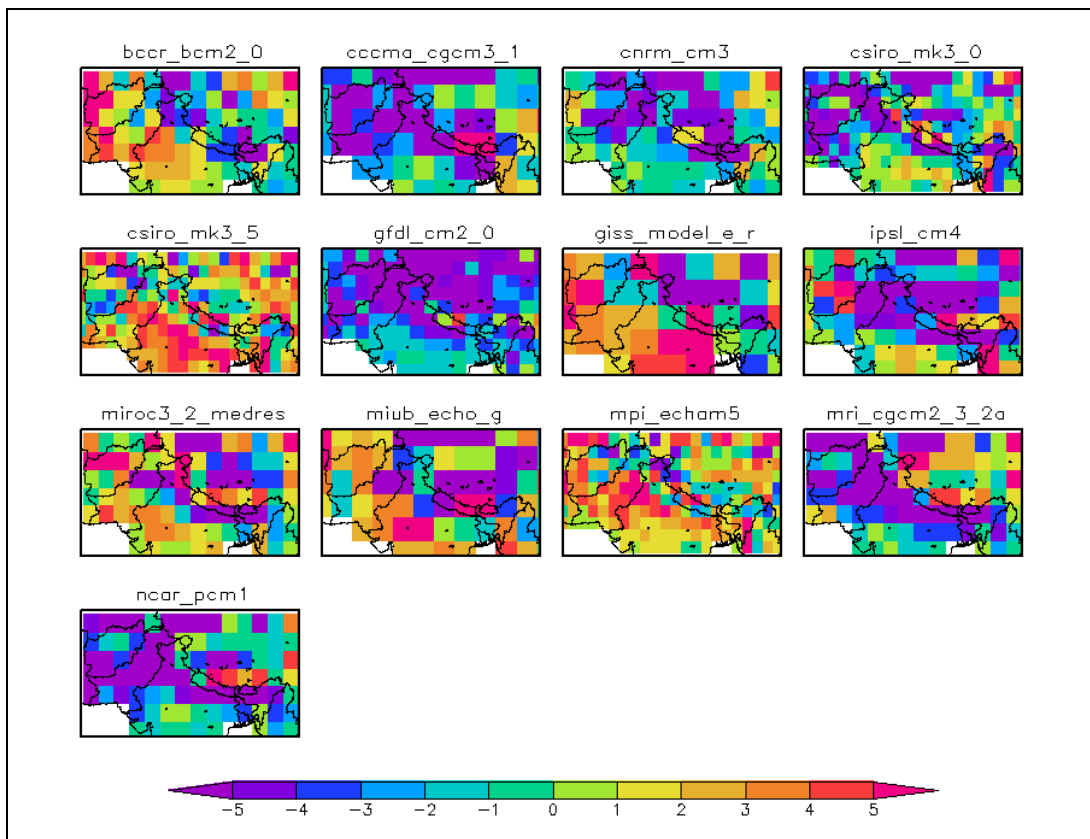 bccr_bcm2_0 cccma_cgcm3_1 cnrm_cm3 csiro_mk3_0
csiro_mk3_5 gfdl_cm2_0 giss_model_e_r ipsl_cm4
miroc3_2_medres miub_echo_g mpi_echam5 mri_cgcm2_3_2a
ncar_pcm1
−5 −4 −3 −2 −1 0 1 2 3 4 5